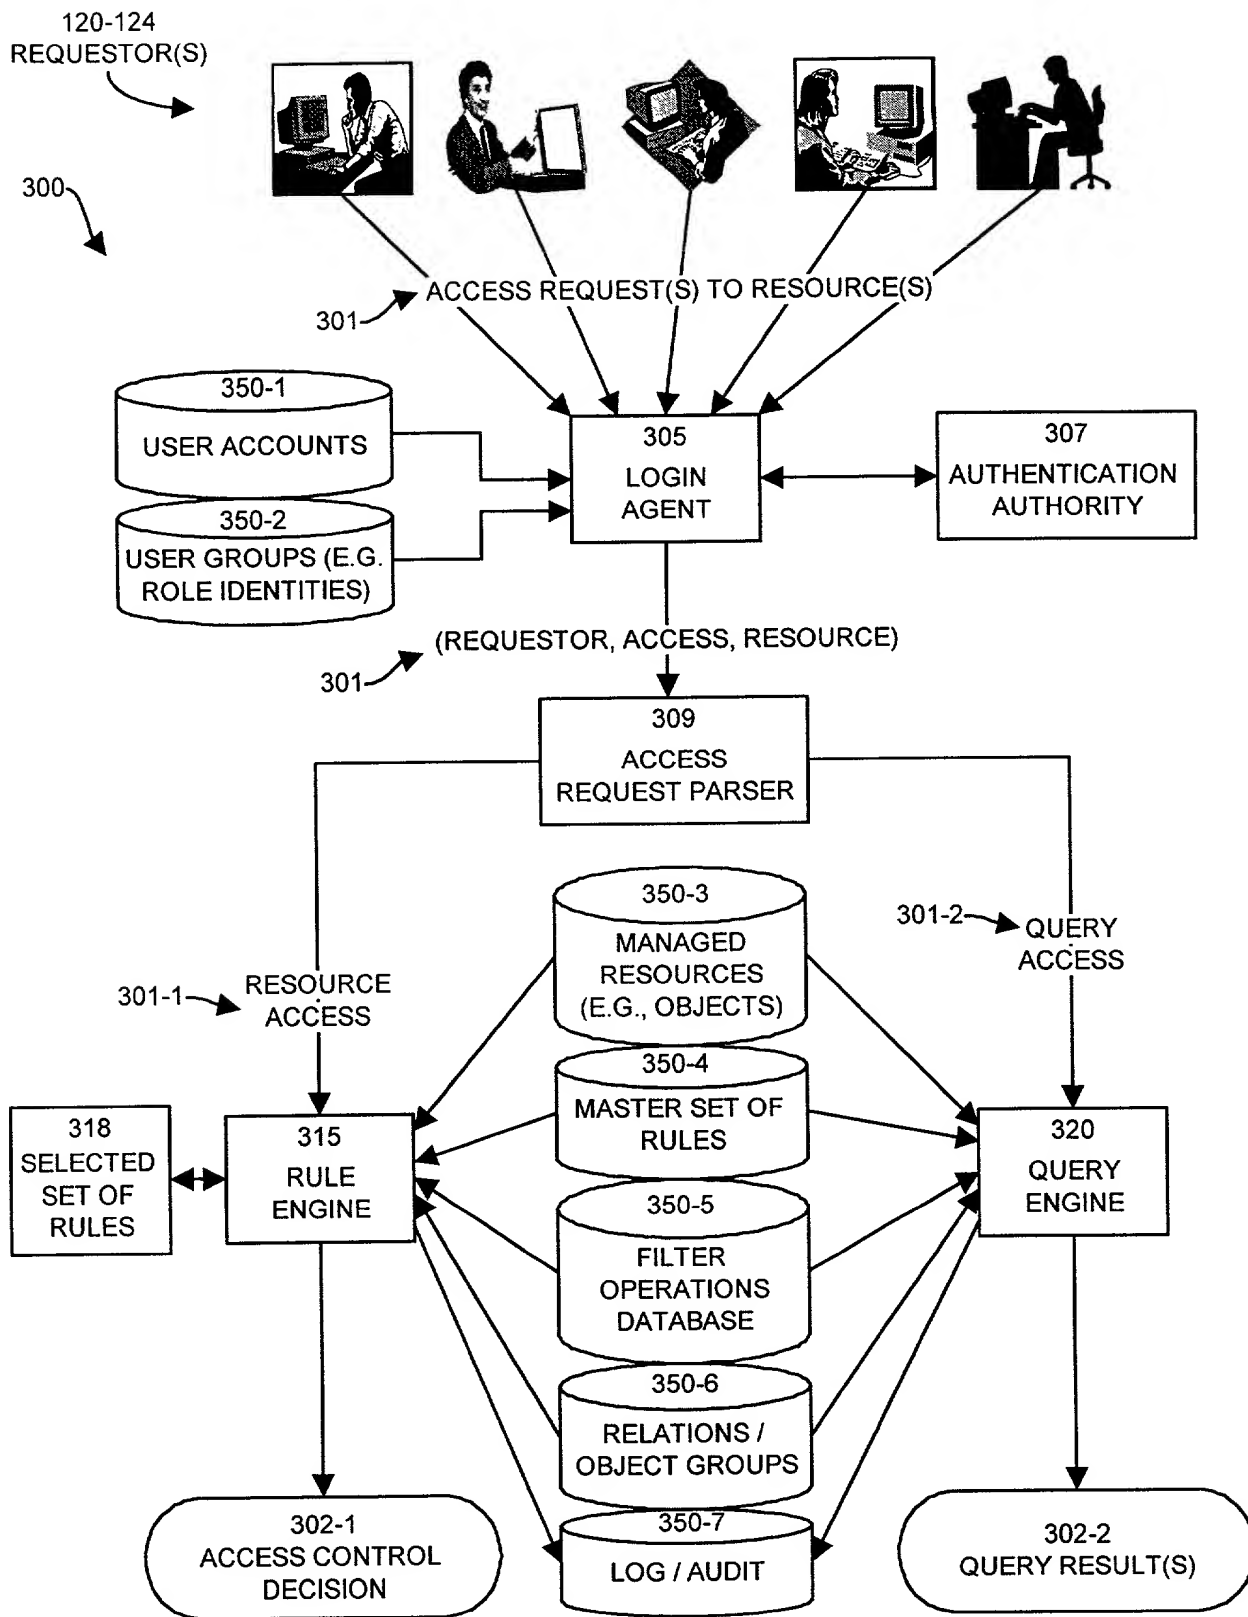 120-124
REQUESTOR(S)
300
301
ACCESS REQUEST(S) TO RESOURCE(S)
350-1
USER ACCOUNTS
350-2
USER GROUPS (E.G.
ROLE IDENTITIES)
305
LOGIN
AGENT
307
AUTHENTICATION
AUTHORITY
(REQUESTOR, ACCESS, RESOURCE)
301
309
ACCESS
REQUEST PARSER
350-3
MANAGED
RESOURCES
(E.G., OBJECTS)
301-2
QUERY
ACCESS
301-1
RESOURCE
ACCESS
350-4
MASTER SET OF
RULES
318
SELECTED
SET OF
RULES
315
RULE
ENGINE
320
QUERY
ENGINE
350-5
FILTER
OPERATIONS
DATABASE
350-6
RELATIONS /
OBJECT GROUPS
350-7
LOG / AUDIT
302-1
ACCESS CONTROL
DECISION
302-2
QUERY RESULT(S)